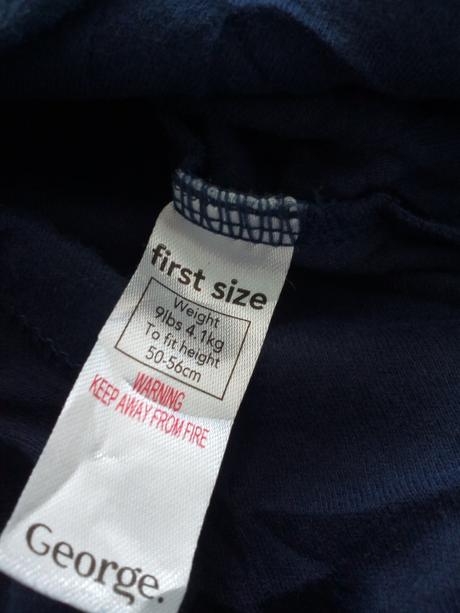 first size
Weight
9lbs 4.1kg
To fit height
50-56cm
WARNING
KEEP AWAY FROM FIRE
George.